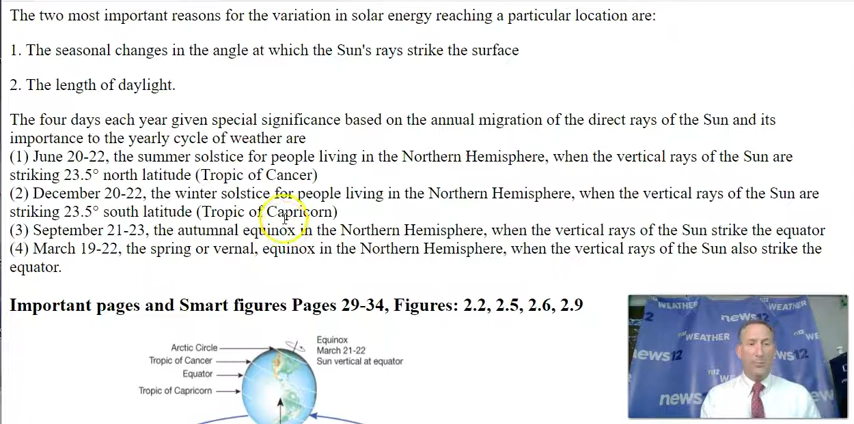 The two most important reasons for the variation in solar energy reaching a particular location are:
1. The seasonal changes in the angle at which the Sun's rays strike the surface
2. The length of daylight.
The four days each year given special significance based on the annual migration of the direct rays of the Sun and its
importance to the yearly cycle of weather are
(1) June 20-22, the summer solstice for people living in the Northern Hemisphere, when the vertical rays of the Sun are
striking 23.5° north latitude (Tropic of Cancer)
(2) December 20-22, the winter solstice for people living in the Northern Hemisphere, when the vertical rays of the Sun are
striking 23.5° south latitude (Tropic of Capricorn)
(3) September 21-23, the autumnal equinox in the Northern Hemisphere, when the vertical rays of the Sun strike the equator
(4) March 19-22, the spring or vernal, equinox in the Northern Hemisphere, when the vertical rays of the Sun also strike the
equator.
Important pages and Smart figures Pages 29-34, Figures: 2.2, 2.5, 2.6, 2.9
Arctic Circle
Tropic of Cancer
Equator
Tropic of Capricorn
Equinox
March 21-22
Sun vertical at equator
WEATHER
news12
WEATHER
WEATHER
news12
news